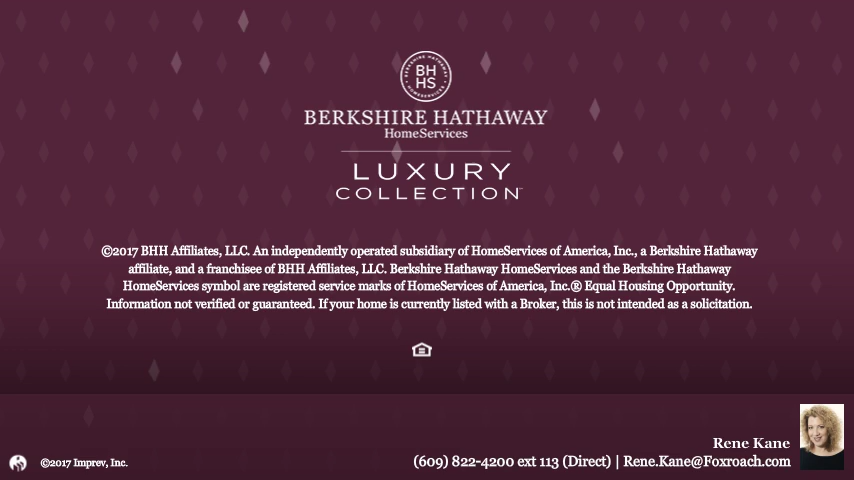 BH
HS
BERKSHIRE HATHAWAY
HomeServices
LUXURY
COLLECTION
©2017 BHH Affiliates, LLC. An independently operated subsidiary of HomeServices of America, Inc., a Berkshire Hathaway
affiliate, and a franchisee of BHH Affiliates, LLC. Berkshire Hathaway HomeServices and the Berkshire Hathaway
HomeServices symbol are registered service marks of HomeServices of America, Inc.® Equal Housing Opportunity.
Information not verified or guaranteed. If your home is currently listed with a Broker, this is not intended as a solicitation.
Rene Kane
(609) 822-4200 ext 113 (Direct) | Rene.Kane@Foxroach.com
©2017 Imprev, Inc.